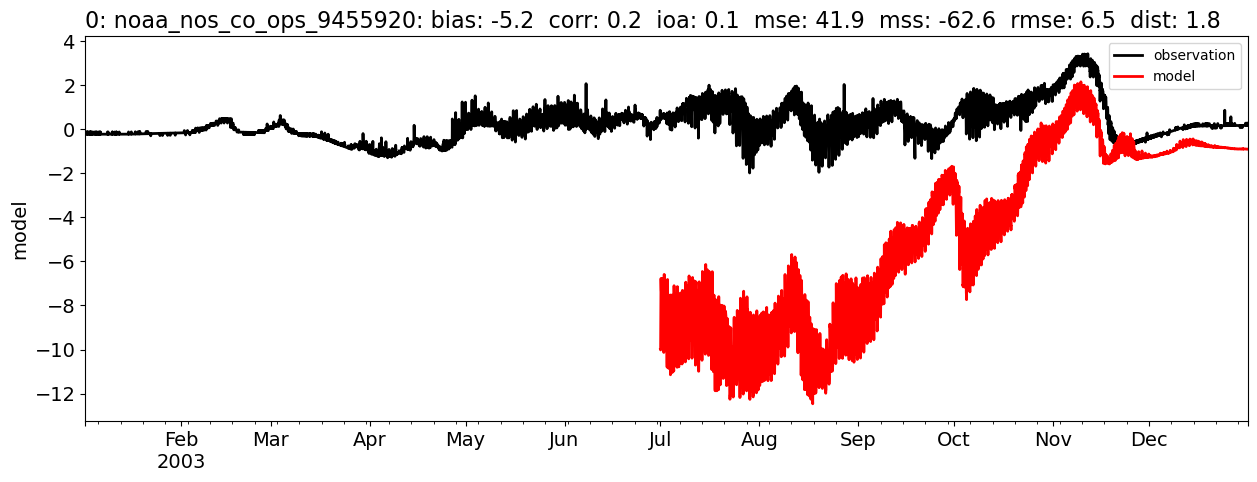 0: noaa_nos_co_ops_9455920: bias: -5.2  corr: 0.2  ioa: 0.1  mse: 41.9  mss: -62.6  rmse: 6.5  dist: 1.8
observation
model
4
2
0
−2
−4
−6
−8
−10
−12
model
Feb Mar Apr May Jun Jul Aug Sep Oct Nov Dec
2003